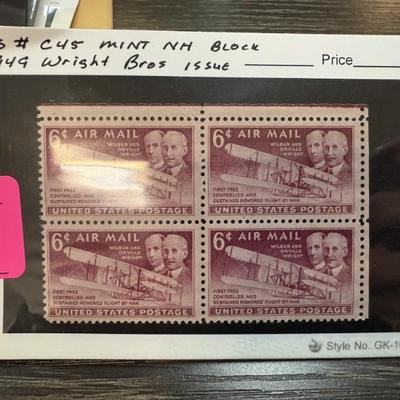 S # C45 MINT NH BLOCK
949 Wright Bros issue Price
6¢ AIR MAIL
WILBUR AND
ORVILLE
WRIGHT
FIRST FREE
CONTROLLED AND
SUSTAINED POWERED FLIGHT BY MAN
UNITED STATES POSTAGE
6¢ AIR MAIL
WILBUR AND
ORVILLE
WRIGHT
FIRST FREE
CONTROLLED AND
SUSTAINED POWERED FLIGHT BY MAN
UNITED STATES POSTAGE
6¢ AIR MAIL
WILBUR AND
ORVILLE
WRIGHT
FIRST FREE
CONTROLLED AND
SUSTAINED POWERED FLIGHT BY MAN
UNITED STATES POSTAGE
6¢ AIR MAIL
WILBUR AND
ORVILLE
WRIGHT
FIRST FREE
CONTROLLED AND
SUSTAINED POWERED FLIGHT BY MAN
UNITED STATES POSTAGE
Style No. GK-10